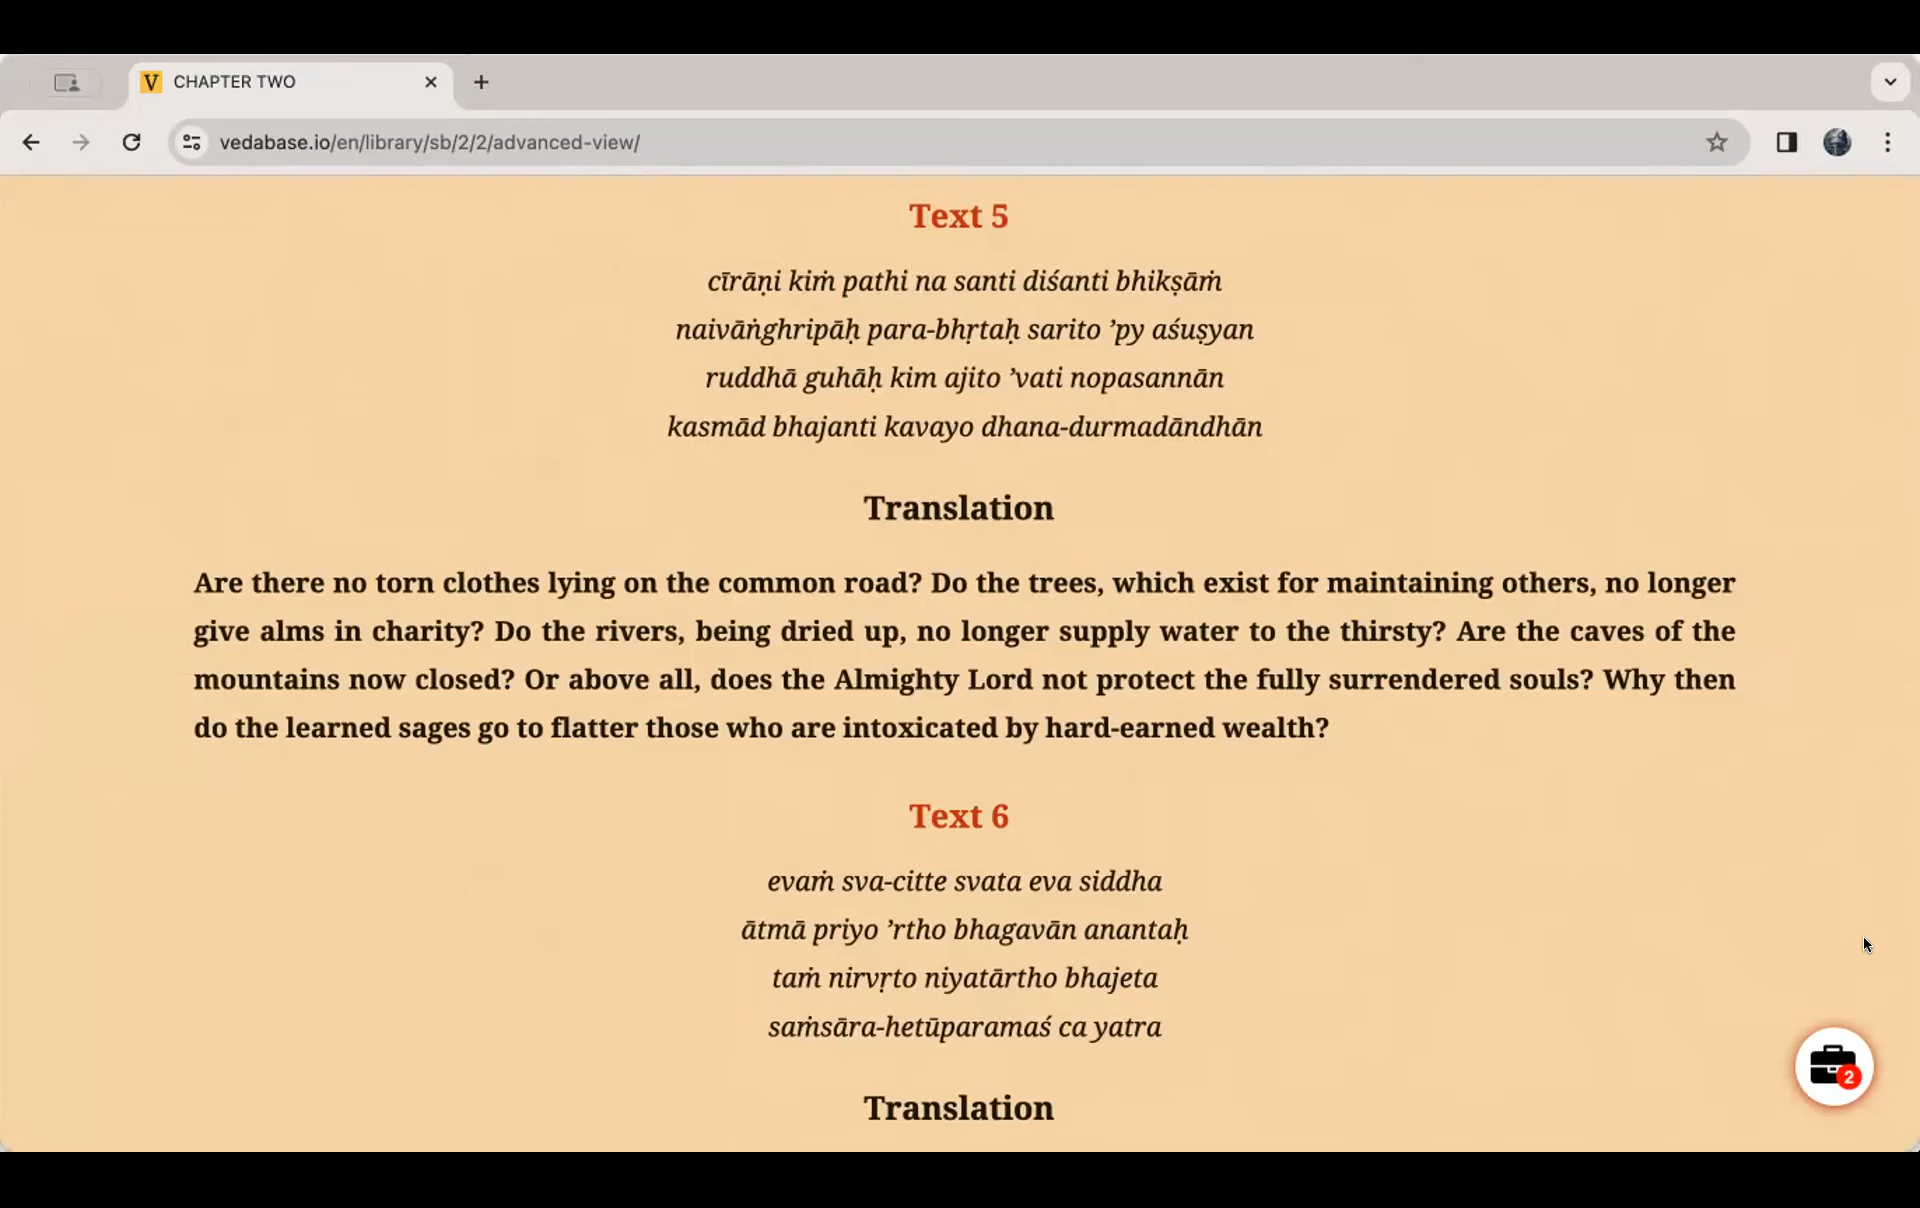 CHAPTER TWO
vedabase.io/en/library/sb/2/2/advanced-view/
Text 5
cīrāṇi kiṁ pathi na santi diśanti bhikṣāṁ
naivāṅghripāḥ para-bhṛtaḥ sarito ’py aśuṣyan
ruddhā guhāḥ kim ajito ’vati nopasannān
kasmād bhajanti kavayo dhana-durmadāndhān
Translation
Are there no torn clothes lying on the common road? Do the trees, which exist for maintaining others, no longer
give alms in charity? Do the rivers, being dried up, no longer supply water to the thirsty? Are the caves of the
mountains now closed? Or above all, does the Almighty Lord not protect the fully surrendered souls? Why then
do the learned sages go to flatter those who are intoxicated by hard-earned wealth?
Text 6
evaṁ sva-citte svata eva siddha
ātmā priyo ’rtho bhagavān anantaḥ
taṁ nirvṛto niyatārtho bhajeta
saṁsāra-hetūparamaś ca yatra
2
Translation